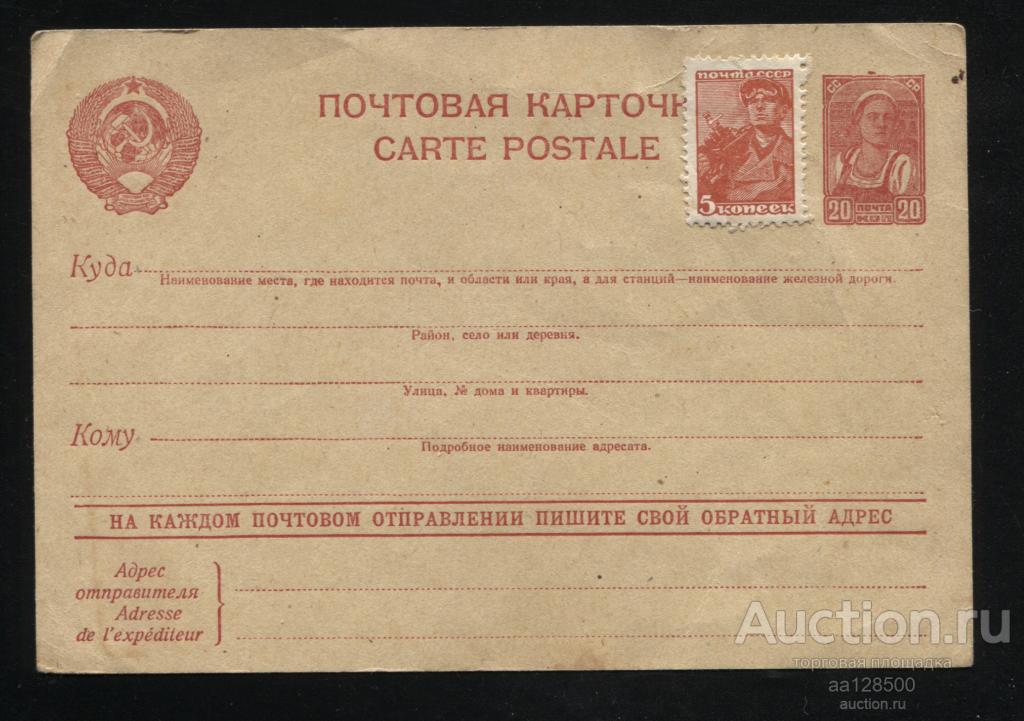 ПОЧТОВАЯ КАРТОЧК
CARTE POSTALE
ПОЧТА СССР
5 копеек
СС СР
20 ПОЧТА 20
КОП
Куда
Наименование места, где находится почта, и области или края, а для станций—наименование железной дороги.
Район, село или деревня.
Улица, № дома и квартиры.
Кому
Подробное наименование адресата.
НА КАЖДОМ ПОЧТОВОМ ОТПРАВЛЕНИИ ПИШИТЕ СВОЙ ОБРАТНЫЙ АДРЕС
Адрес
отправителя
Adresse
de l'expéditeur
Auction.ru
торговая площадка
aa128500
auction.ru